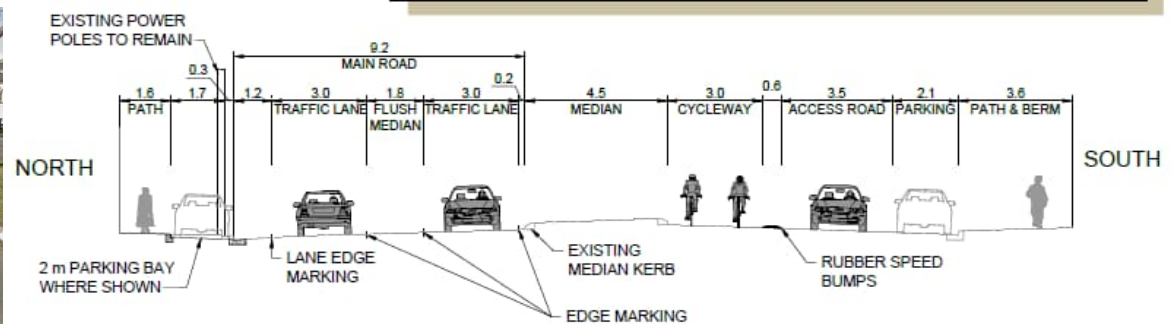 EXISTING POWER
POLES TO REMAIN
9.2
MAIN ROAD
0.3
0.2
1.6
1.7
1.2
3.0
1.8
3.0
4.5
3.0
0.6
3.5
2.1
3.6
PATH
TRAFFIC LANE
FLUSH
MEDIAN
TRAFFIC LANE
MEDIAN
CYCLEWAY
ACCESS ROAD
PARKING
PATH & BERM
NORTH
SOUTH
2 m PARKING BAY
WHERE SHOWN
LANE EDGE
MARKING
EXISTING
MEDIAN KERB
RUBBER SPEED
BUMPS
EDGE MARKING